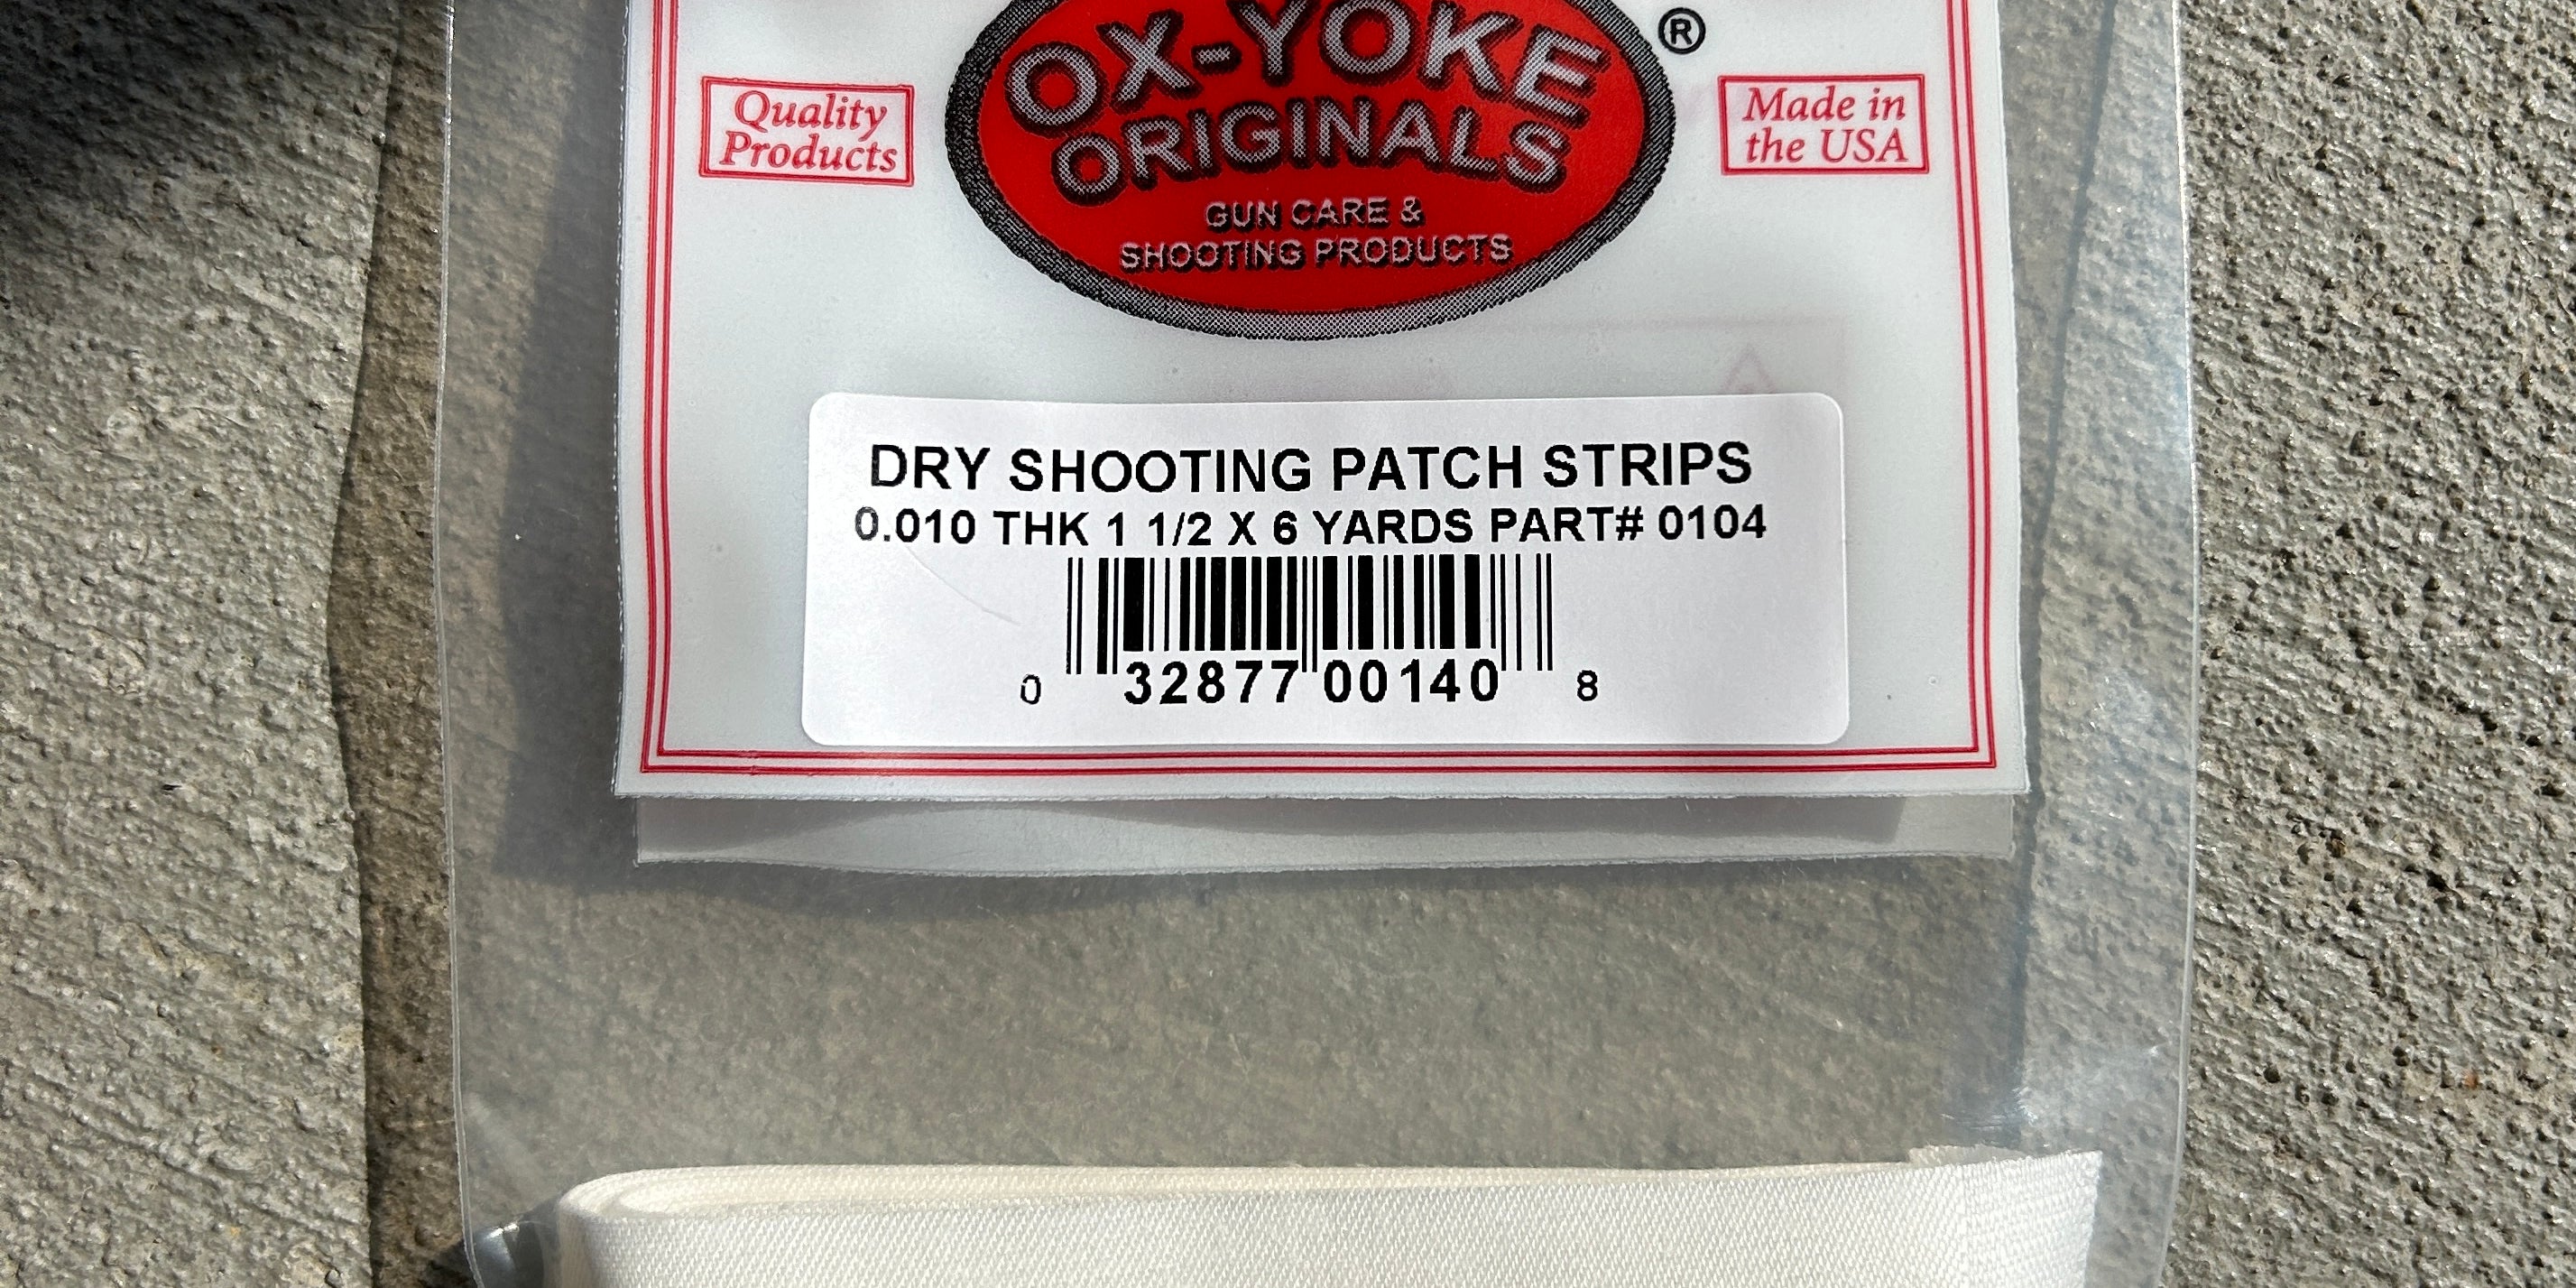 OX-YOKE ®
ORIGINALS
GUN CARE &
SHOOTING PRODUCTS
Quality
Products
Made in
the USA
DRY SHOOTING PATCH STRIPS
0.010 THK 1 1/2 X 6 YARDS PART# 0104
0 32877 00140 8